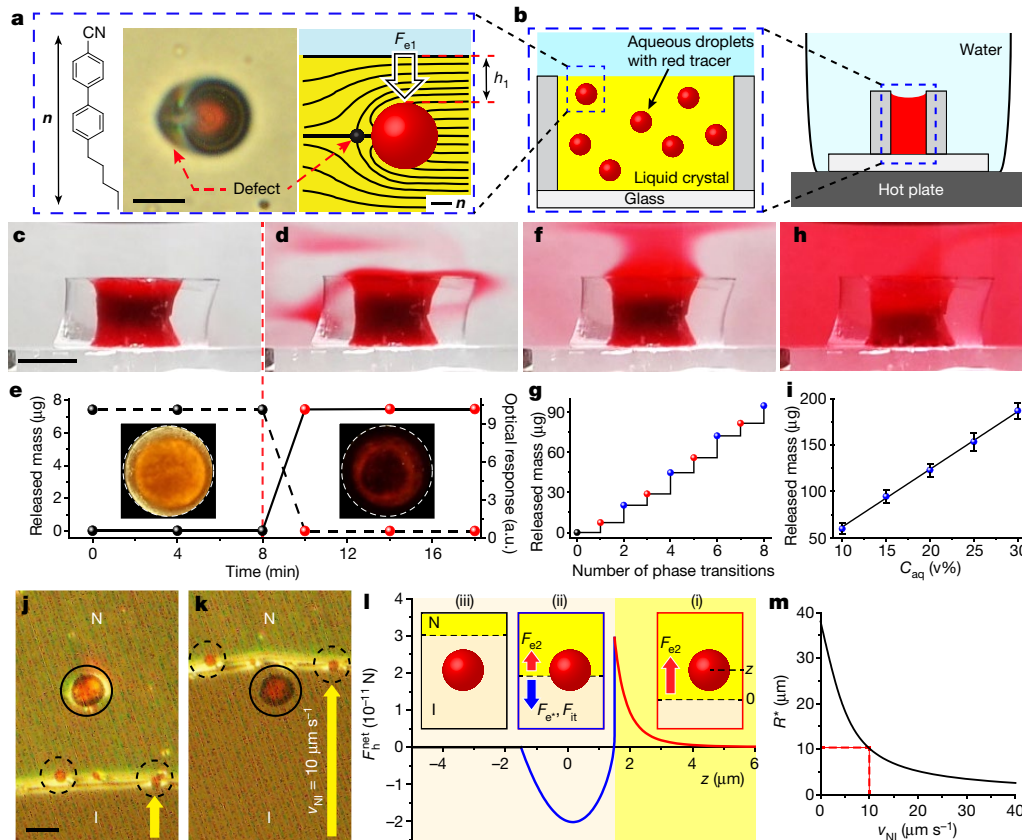 a
CN
n
F_e1
h_1
Defect
n
b
Aqueous droplets
with red tracer
Liquid crystal
Glass
Water
Hot plate
c
d
f
h
e
Released mass (μg)
8
6
4
2
0
0
4
8
12
16
Time (min)
10
8
6
4
2
0
Optical response (a.u.)
g
Released mass (μg)
90
60
30
0
0
2
4
6
8
Number of phase transitions
i
Released mass (μg)
200
150
100
50
10
15
20
25
30
C_aq (v%)
j
N
I
k
N
I
v_NI = 10 μm s⁻¹
l
F_h^net (10⁻¹¹ N)
4
3
2
1
0
−1
−2
(iii)
(ii)
(i)
N
I
F_e2
F_e*, F_it
F_e2
z
0
−2
0
2
4
6
z (μm)
m
R* (μm)
40
30
20
10
0
0
10
20
30
40
v_NI (μm s⁻¹)